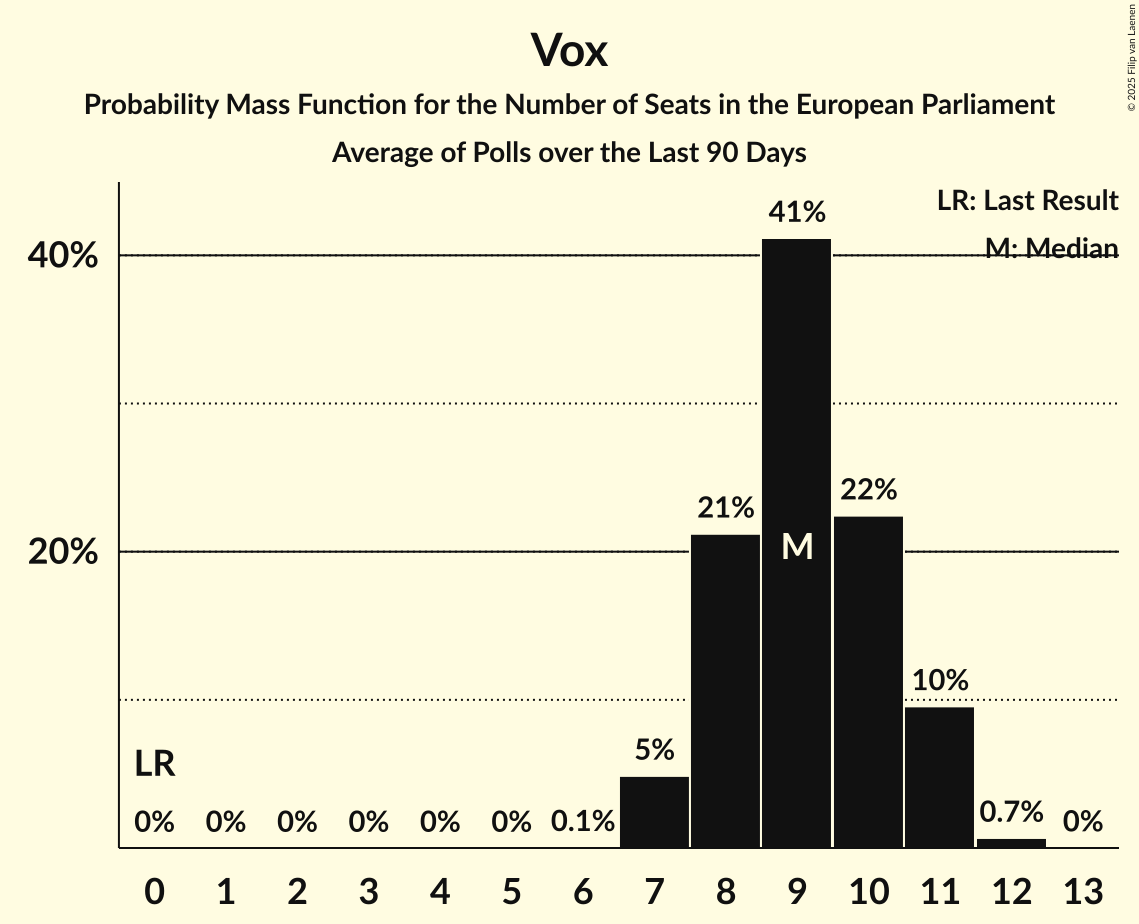 Vox
Probability Mass Function for the Number of Seats in the European Parliament
Average of Polls over the Last 90 Days
© 2025 Filip van Laenen
LR: Last Result
M: Median
41%
40%
22%
21%
M
20%
10%
5%
LR
0% 0% 0% 0% 0% 0% 0.1% 0.7% 0%
0 1 2 3 4 5 6 7 8 9 10 11 12 13